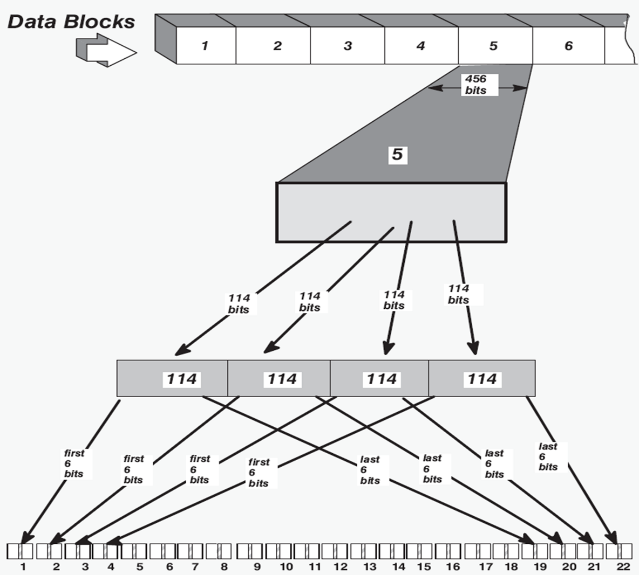 Data Blocks
1 2 3 4 5 6
456
bits
5
114
bits
114
bits
114
bits
114
bits
114 114 114 114
first
6
bits
first
6
bits
first
6
bits
first
6
bits
last
6
bits
last
6
bits
last
6
bits
last
6
bits
1 2 3 4 5 6 7 8 9 10 11 12 13 14 15 16 17 18 19 20 21 22